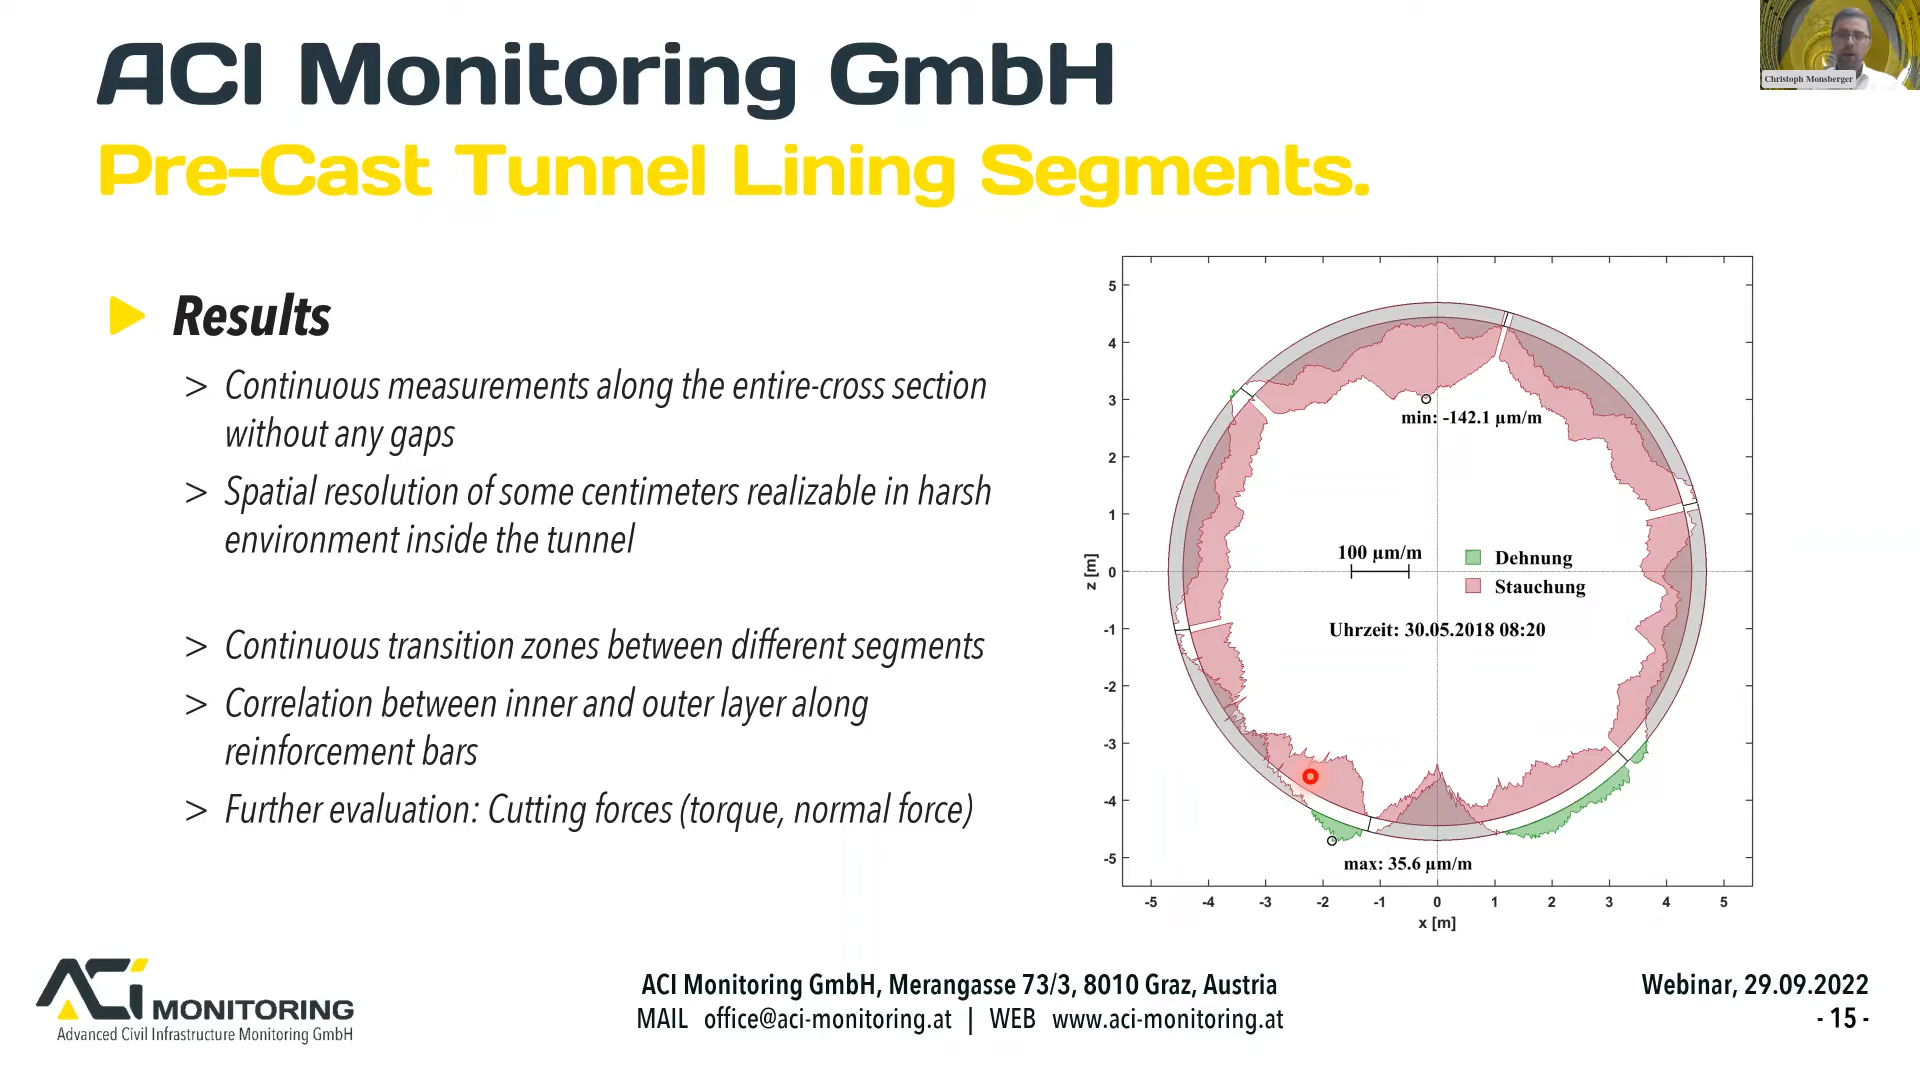 ACI Monitoring GmbH
Pre-Cast Tunnel Lining Segments.
Christoph Monsberger
Results
> Continuous measurements along the entire-cross section
without any gaps
> Spatial resolution of some centimeters realizable in harsh
environment inside the tunnel
> Continuous transition zones between different segments
> Correlation between inner and outer layer along
reinforcement bars
> Further evaluation: Cutting forces (torque, normal force)
5
4
3
2
1
0
-1
-2
-3
-4
-5
z [m]
min: -142.1 µm/m
100 µm/m
Dehnung
Stauchung
Uhrzeit: 30.05.2018 08:20
max: 35.6 µm/m
-5 -4 -3 -2 -1 0 1 2 3 4 5
x [m]
ACI MONITORING
Advanced Civil Infrastructure Monitoring GmbH
ACI Monitoring GmbH, Merangasse 73/3, 8010 Graz, Austria
MAIL office@aci-monitoring.at | WEB www.aci-monitoring.at
Webinar, 29.09.2022
- 15 -